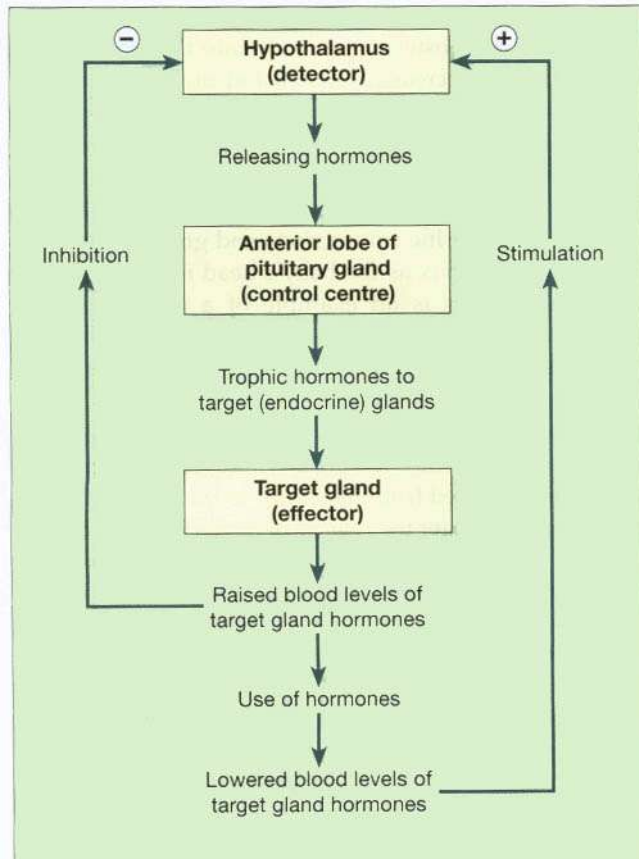 −
+
Hypothalamus
(detector)
Releasing hormones
Anterior lobe of
pituitary gland
(control centre)
Inhibition
Stimulation
Trophic hormones to
target (endocrine) glands
Target gland
(effector)
Raised blood levels of
target gland hormones
Use of hormones
Lowered blood levels of
target gland hormones